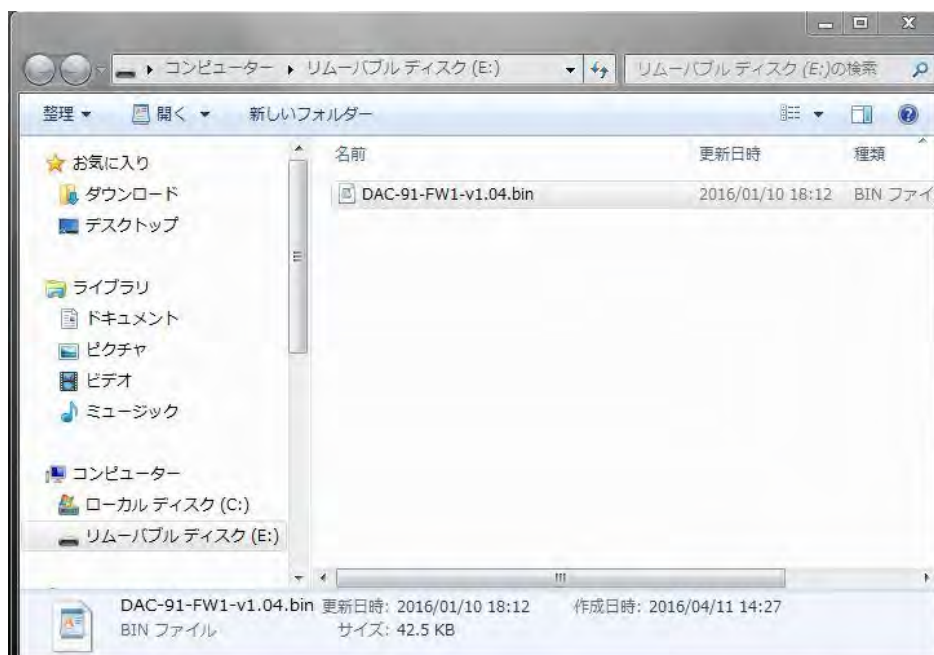 コンピューター リムーバブル ディスク (E:) リムーバブル ディスク (E:)の検索
整理 開く 新しいフォルダー
お気に入り
ダウンロード
デスクトップ
ライブラリ
ドキュメント
ピクチャ
ビデオ
ミュージック
コンピューター
ローカル ディスク (C:)
リムーバブル ディスク (E:)
名前 更新日時 種類
DAC-91-FW1-v1.04.bin 2016/01/10 18:12 BIN ファイ
DAC-91-FW1-v1.04.bin 更新日時: 2016/01/10 18:12 作成日時: 2016/04/11 14:27
BIN ファイル サイズ: 42.5 KB